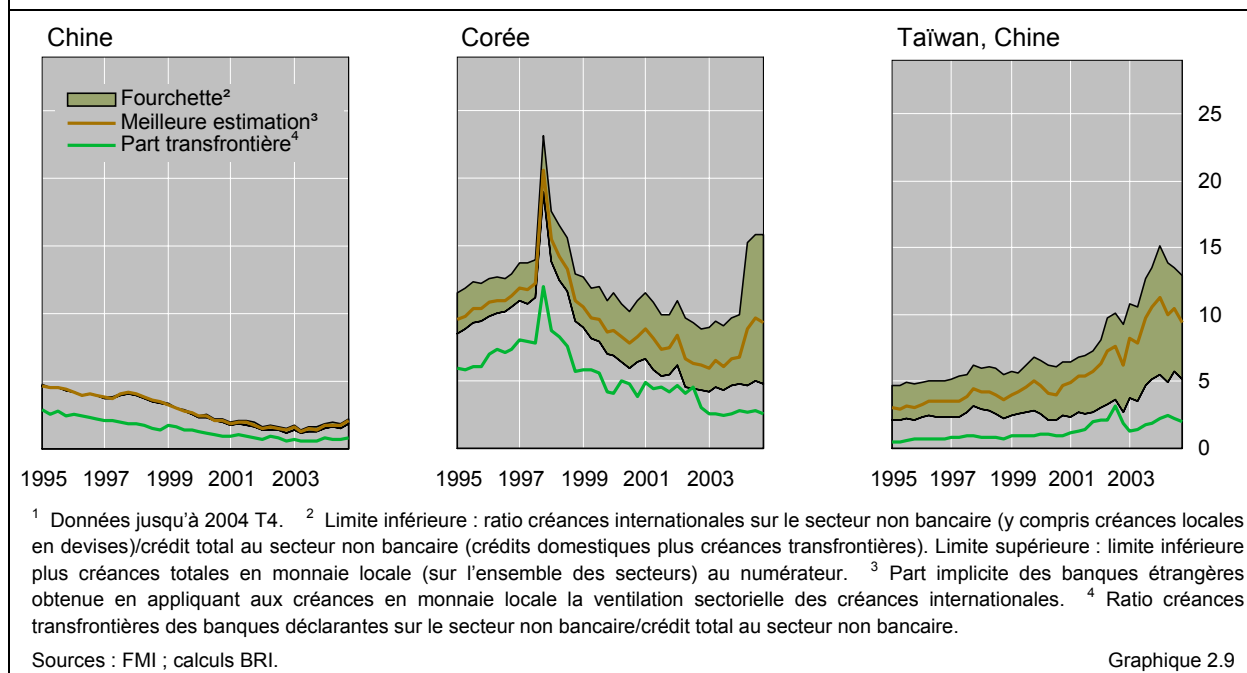 Chine
Corée
Taïwan, Chine
Fourchette²
Meilleure estimation³
Part transfrontière⁴
25
20
15
10
5
0
1995 1997 1999 2001 2003
1995 1997 1999 2001 2003
1995 1997 1999 2001 2003
¹ Données jusqu'à 2004 T4. ² Limite inférieure : ratio créances internationales sur le secteur non bancaire (y compris créances locales
en devises)/crédit total au secteur non bancaire (crédits domestiques plus créances transfrontières). Limite supérieure : limite inférieure
plus créances totales en monnaie locale (sur l'ensemble des secteurs) au numérateur. ³ Part implicite des banques étrangères
obtenue en appliquant aux créances en monnaie locale la ventilation sectorielle des créances internationales. ⁴ Ratio créances
transfrontières des banques déclarantes sur le secteur non bancaire/crédit total au secteur non bancaire.
Sources : FMI ; calculs BRI.
Graphique 2.9